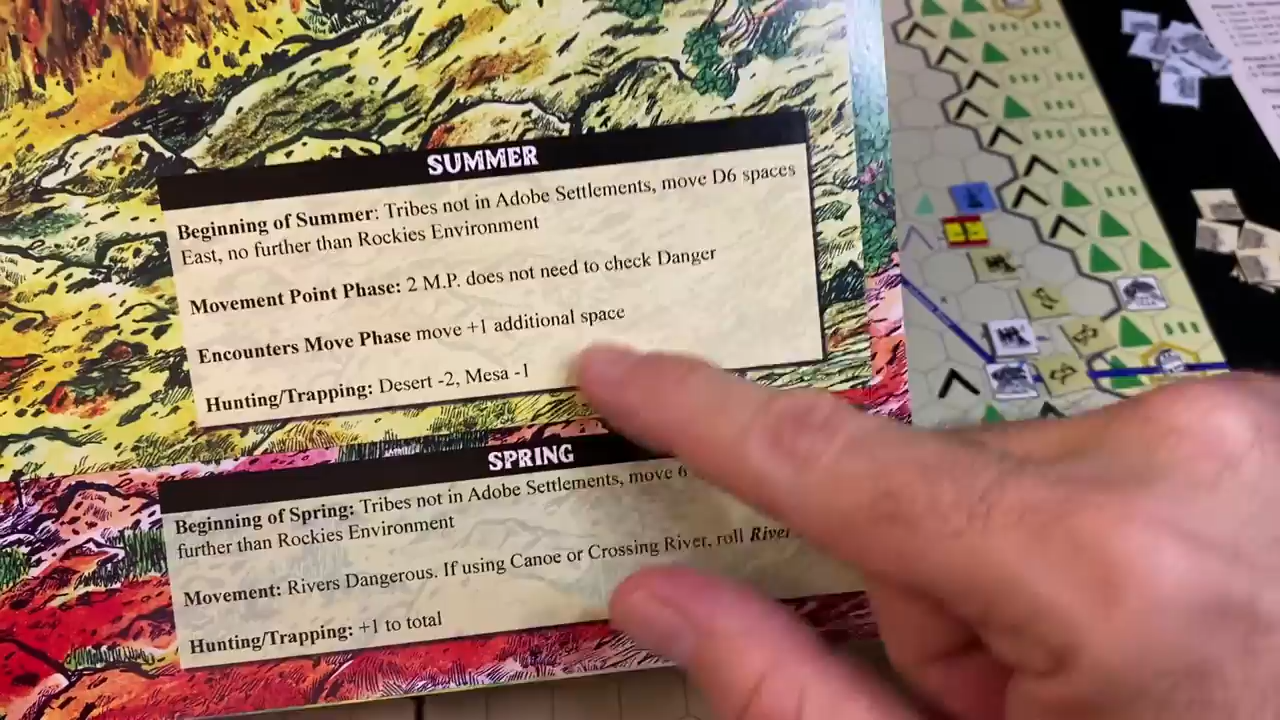 SUMMER
Beginning of Summer: Tribes not in Adobe Settlements, move D6 spaces
East, no further than Rockies Environment
Movement Point Phase: 2 M.P. does not need to check Danger
Encounters Move Phase move +1 additional space
Hunting/Trapping: Desert -2, Mesa -1
SPRING
Beginning of Spring: Tribes not in Adobe Settlements, move 6
further than Rockies Environment
Movement: Rivers Dangerous. If using Canoe or Crossing River, roll River
Hunting/Trapping: +1 to total